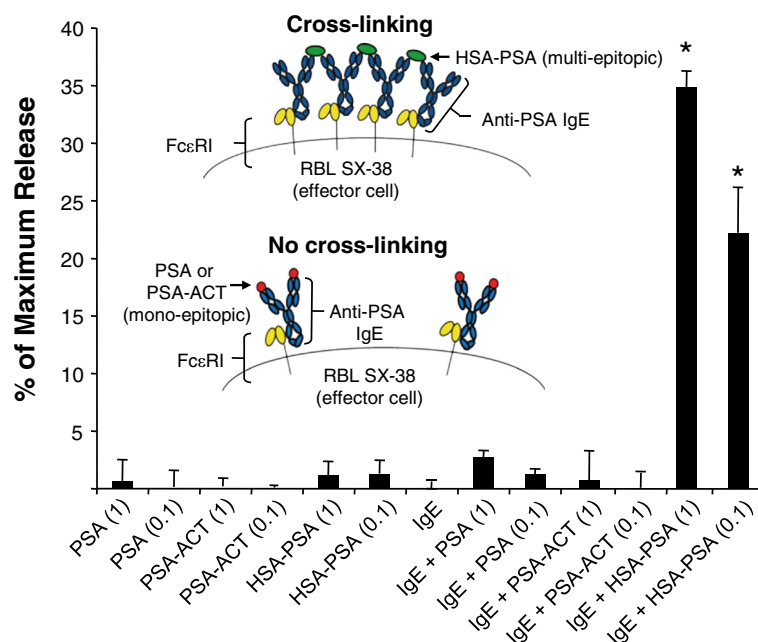 % of Maximum Release
40
35
30
25
20
15
10
5
Cross-linking
HSA-PSA (multi-epitopic)
Anti-PSA IgE
FcεRI
RBL SX-38
(effector cell)
No cross-linking
PSA or
PSA-ACT
(mono-epitopic)
Anti-PSA
IgE
FcεRI
RBL SX-38
(effector cell)
*
*
PSA (1)
PSA (0.1)
PSA-ACT (1)
PSA-ACT (0.1)
HSA-PSA (1)
HSA-PSA (0.1)
IgE
IgE + PSA (1)
IgE + PSA (0.1)
IgE + PSA-ACT (1)
IgE + PSA-ACT (0.1)
IgE + HSA-PSA (1)
IgE + HSA-PSA (0.1)